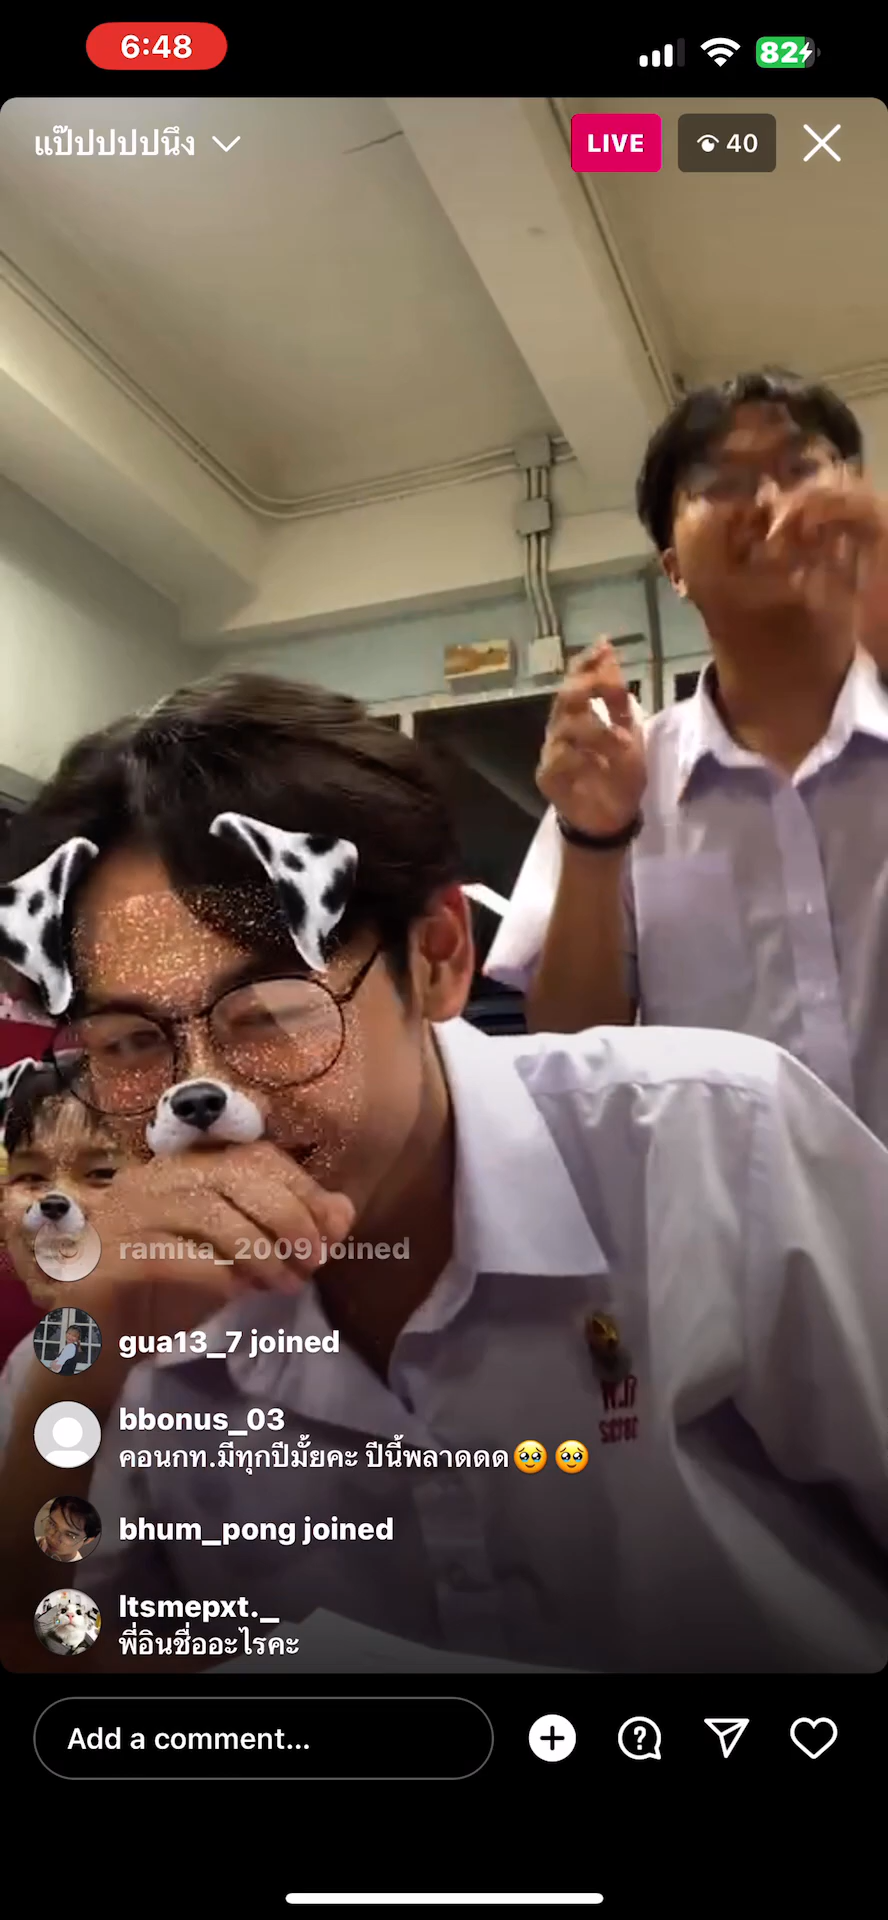 6:48
82
แป๊ปปปปนึง
LIVE
40
ramita_2009 joined
gua13_7 joined
bbonus_03
คอนกท.มีทุกปีมั้ยคะ ปีนี้พลาดดด🥹 🥹
bhum_pong joined
ltsmepxt._
พี่อินชื่ออะไรคะ
Add a comment...